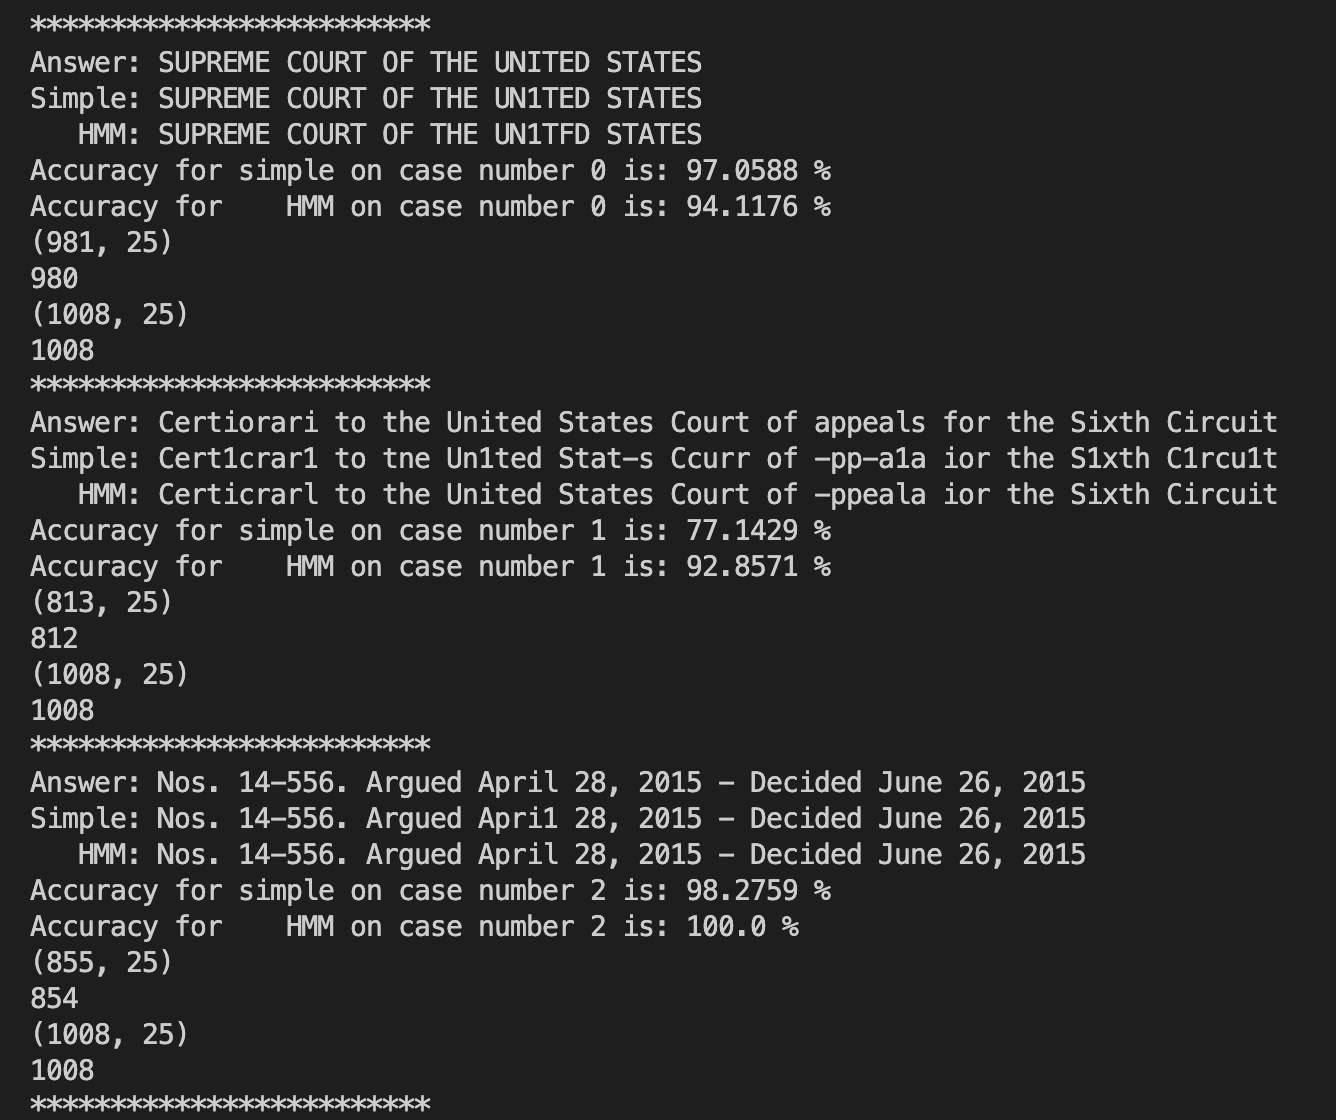 *************************
Answer: SUPREME COURT OF THE UNITED STATES
Simple: SUPREME COURT OF THE UN1TED STATES
   HMM: SUPREME COURT OF THE UN1TFD STATES
Accuracy for simple on case number 0 is: 97.0588 %
Accuracy for    HMM on case number 0 is: 94.1176 %
(981, 25)
980
(1008, 25)
1008
*************************
Answer: Certiorari to the United States Court of appeals for the Sixth Circuit
Simple: Cert1crar1 to tne Un1ted Stat-s Ccurr of -pp-a1a ior the S1xth C1rcu1t
   HMM: Certicrarl to the United States Court of -ppeala ior the Sixth Circuit
Accuracy for simple on case number 1 is: 77.1429 %
Accuracy for    HMM on case number 1 is: 92.8571 %
(813, 25)
812
(1008, 25)
1008
*************************
Answer: Nos. 14-556. Argued April 28, 2015 - Decided June 26, 2015
Simple: Nos. 14-556. Argued Apri1 28, 2015 - Decided June 26, 2015
   HMM: Nos. 14-556. Argued April 28, 2015 - Decided June 26, 2015
Accuracy for simple on case number 2 is: 98.2759 %
Accuracy for    HMM on case number 2 is: 100.0 %
(855, 25)
854
(1008, 25)
1008
*************************